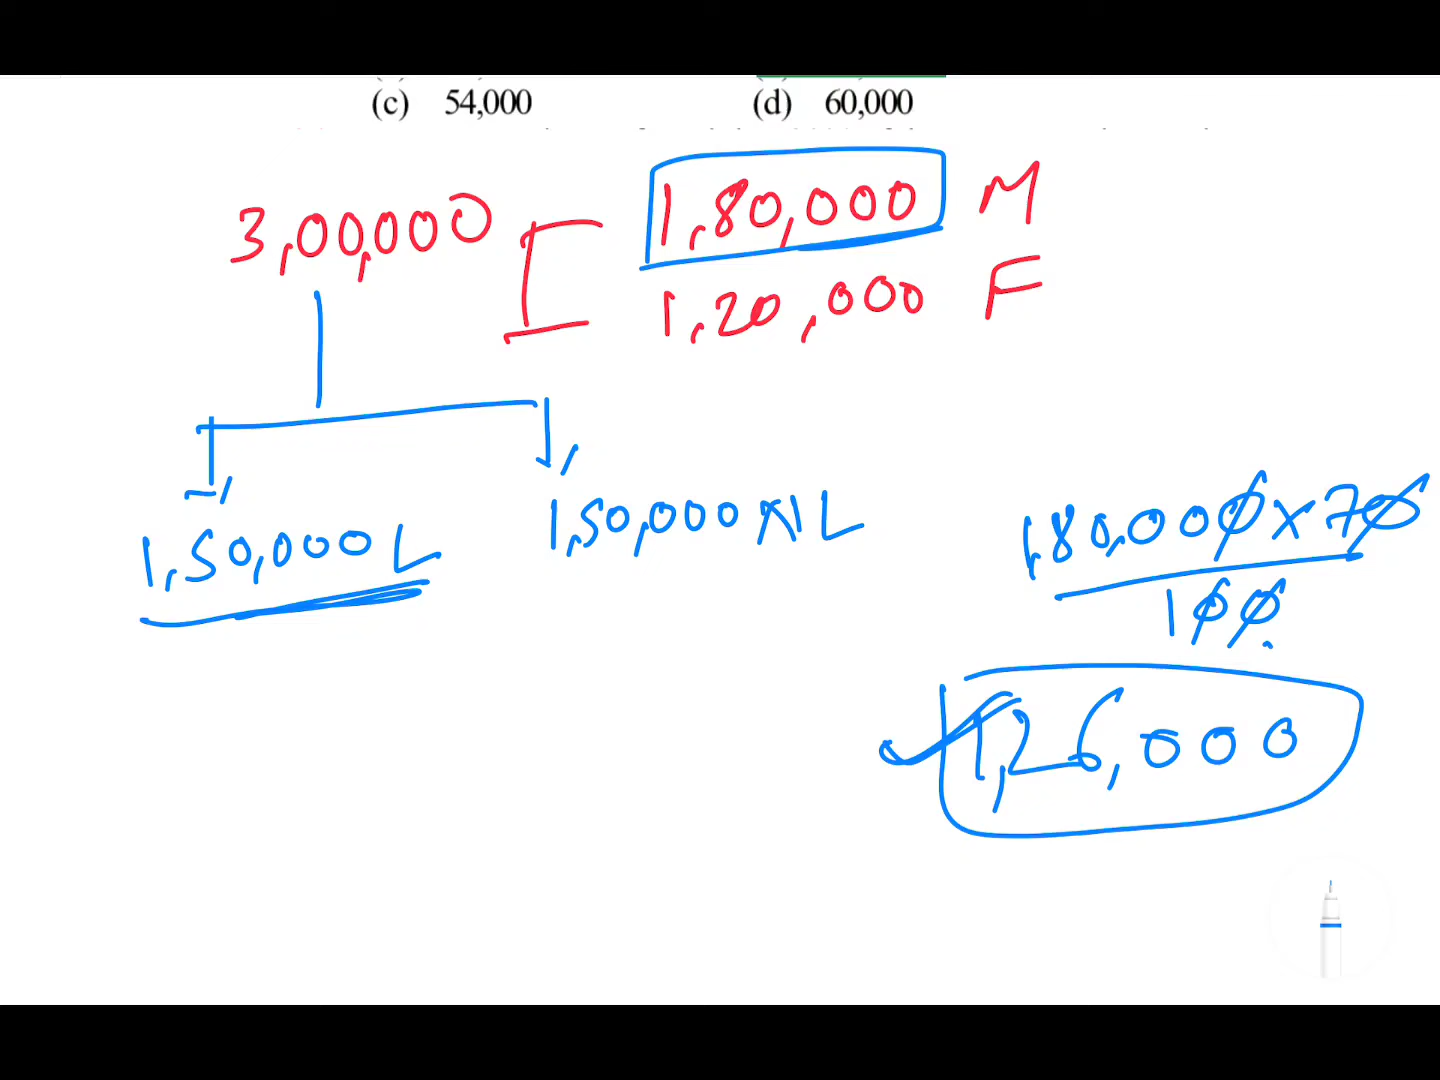 (c) 54,000 (d) 60,000
3,00,000 1,80,000 M
1,20,000 F
1,50,000 L 1,50,000 NL
1,80,000 x 70
100
1,26,000